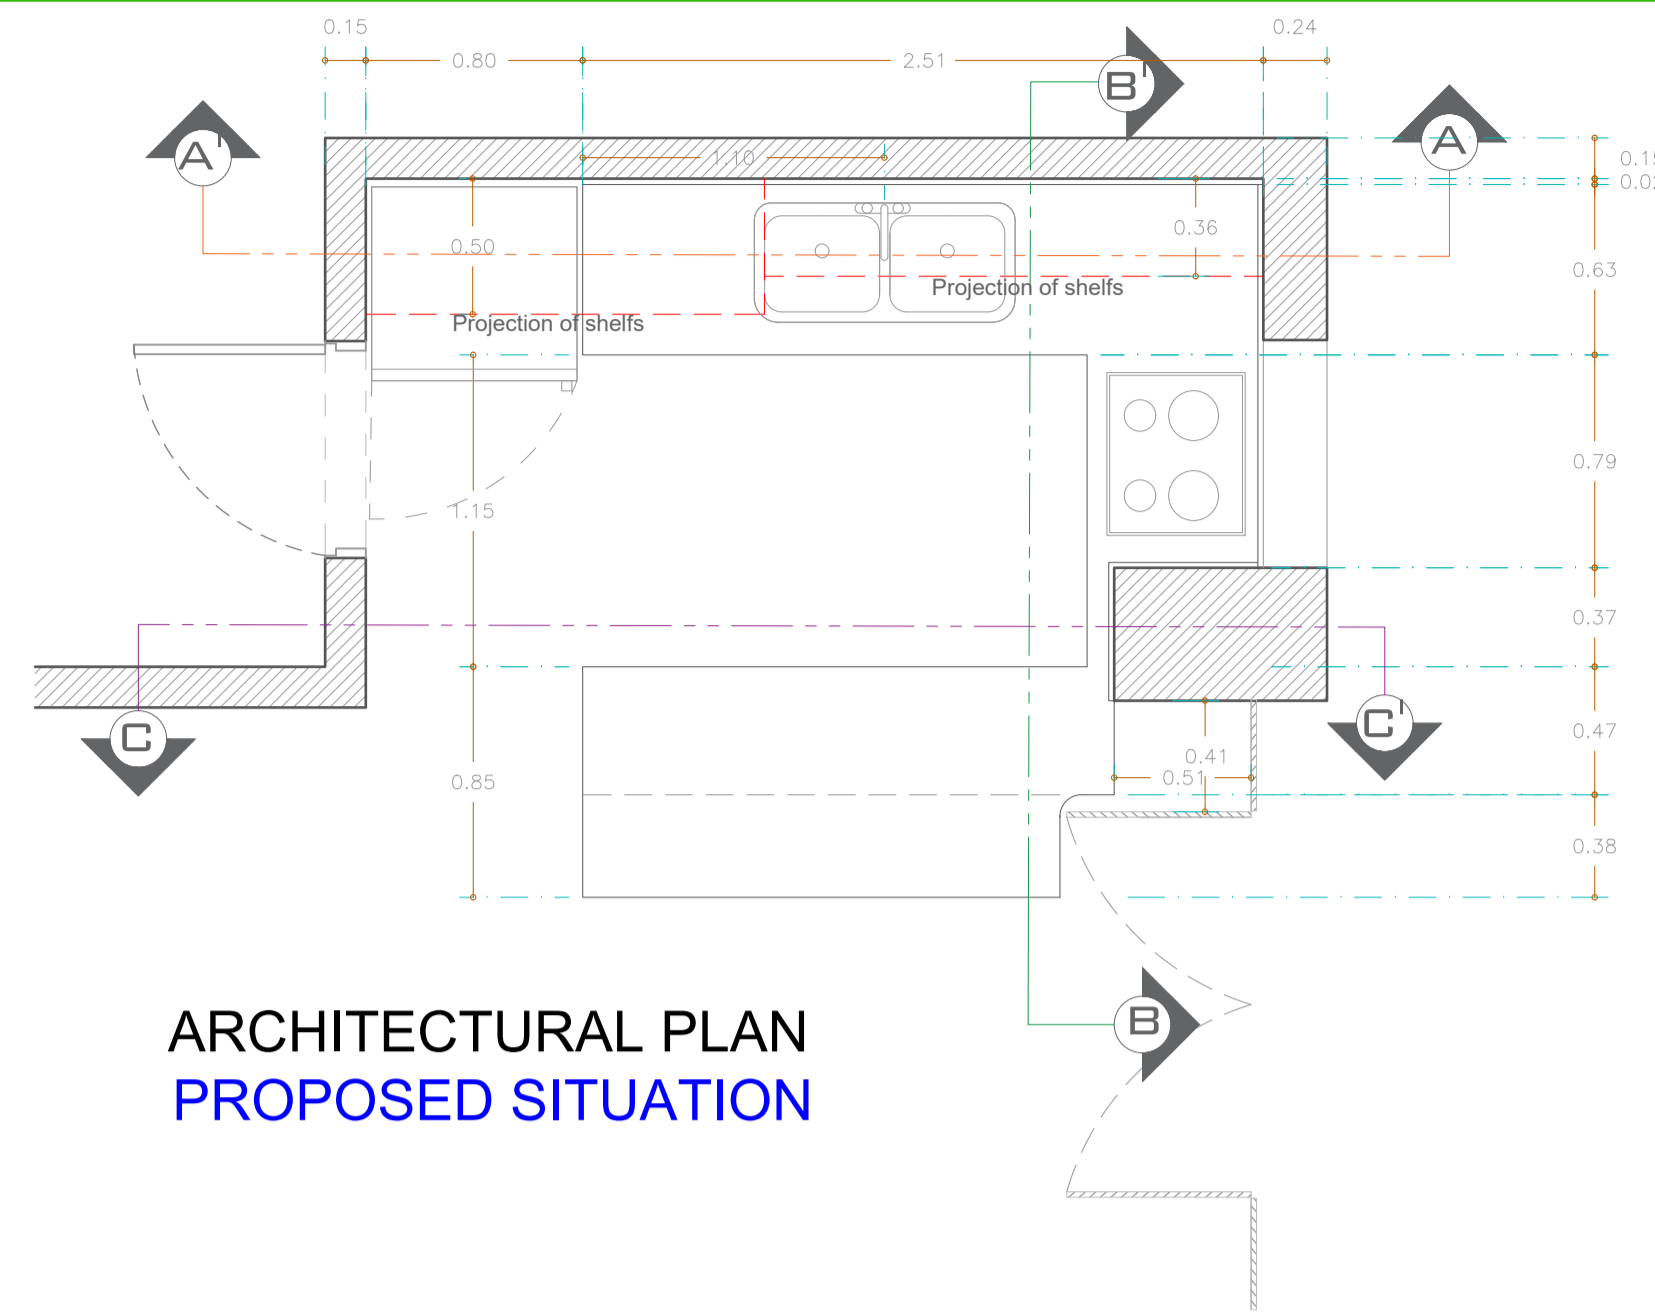 0.15
0.24
0.80
2.51
B'
A'
A
1.10
0.15
0.02
0.36
0.50
0.63
Projection of shelfs
Projection of shelfs
0.79
1.15
0.37
C
C'
0.47
0.41
0.51
0.85
0.38
B
ARCHITECTURAL PLAN
PROPOSED SITUATION